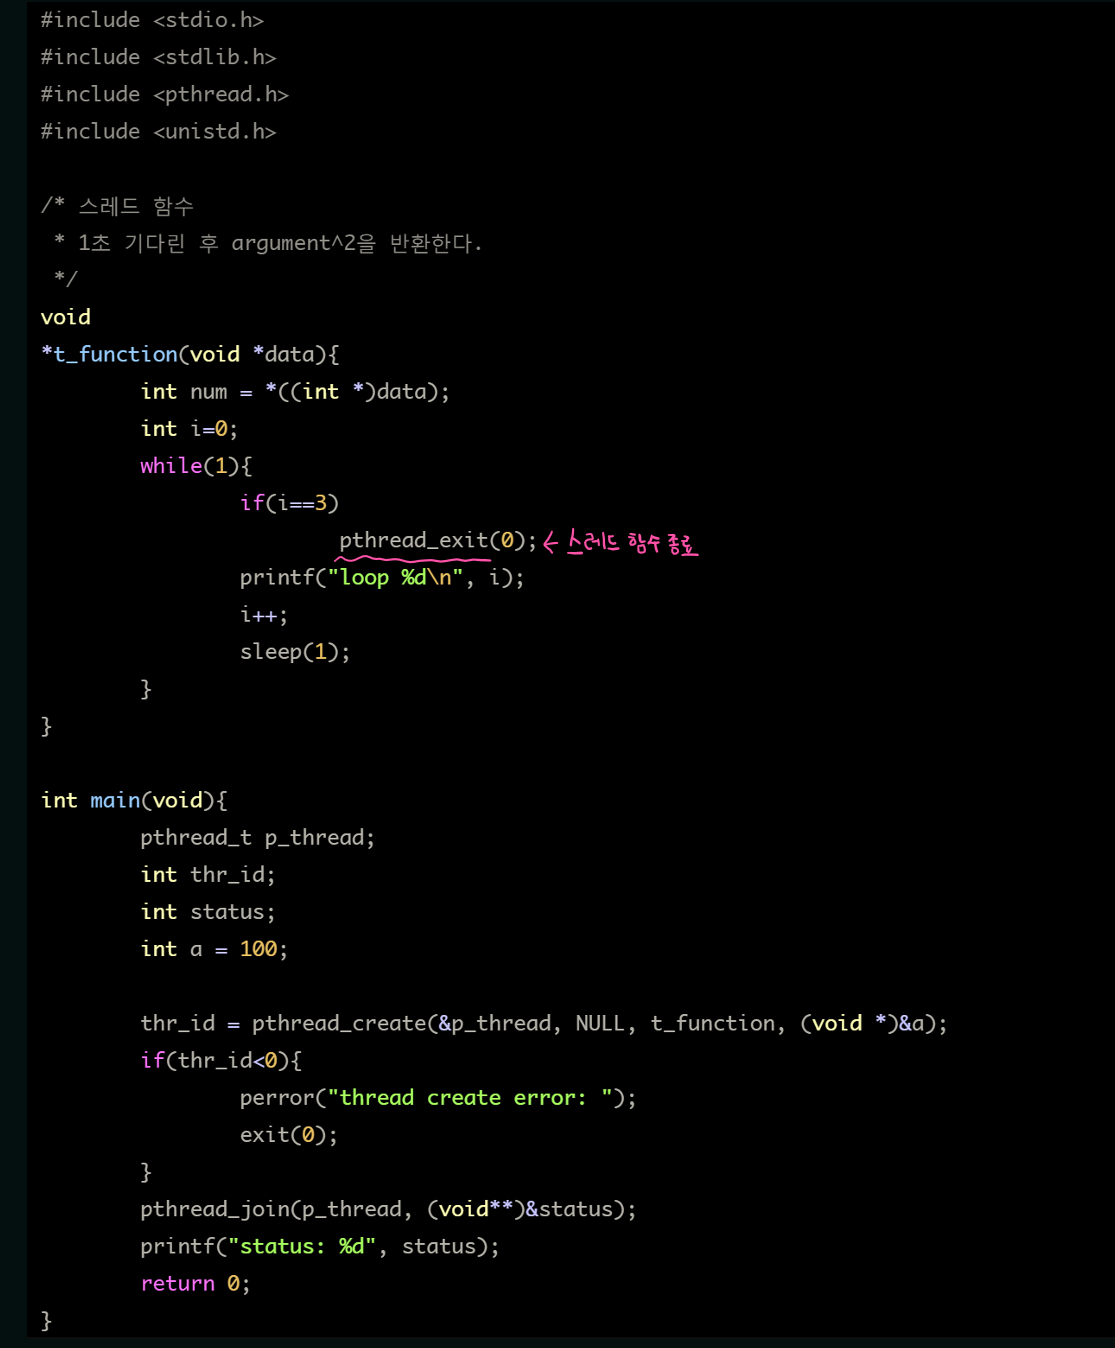 #include <stdio.h>
#include <stdlib.h>
#include <pthread.h>
#include <unistd.h>
/* 스레드 함수
 * 1초 기다린 후 argument^2을 반환한다.
 */
void
*t_function(void *data){
        int num = *((int *)data);
        int i=0;
        while(1){
                if(i==3)
                        pthread_exit(0); ← 스레드 함수 종료
                printf("loop %d\n", i);
                i++;
                sleep(1);
        }
}
int main(void){
        pthread_t p_thread;
        int thr_id;
        int status;
        int a = 100;
        thr_id = pthread_create(&p_thread, NULL, t_function, (void *)&a);
        if(thr_id<0){
                perror("thread create error: ");
                exit(0);
        }
        pthread_join(p_thread, (void**)&status);
        printf("status: %d", status);
        return 0;
}